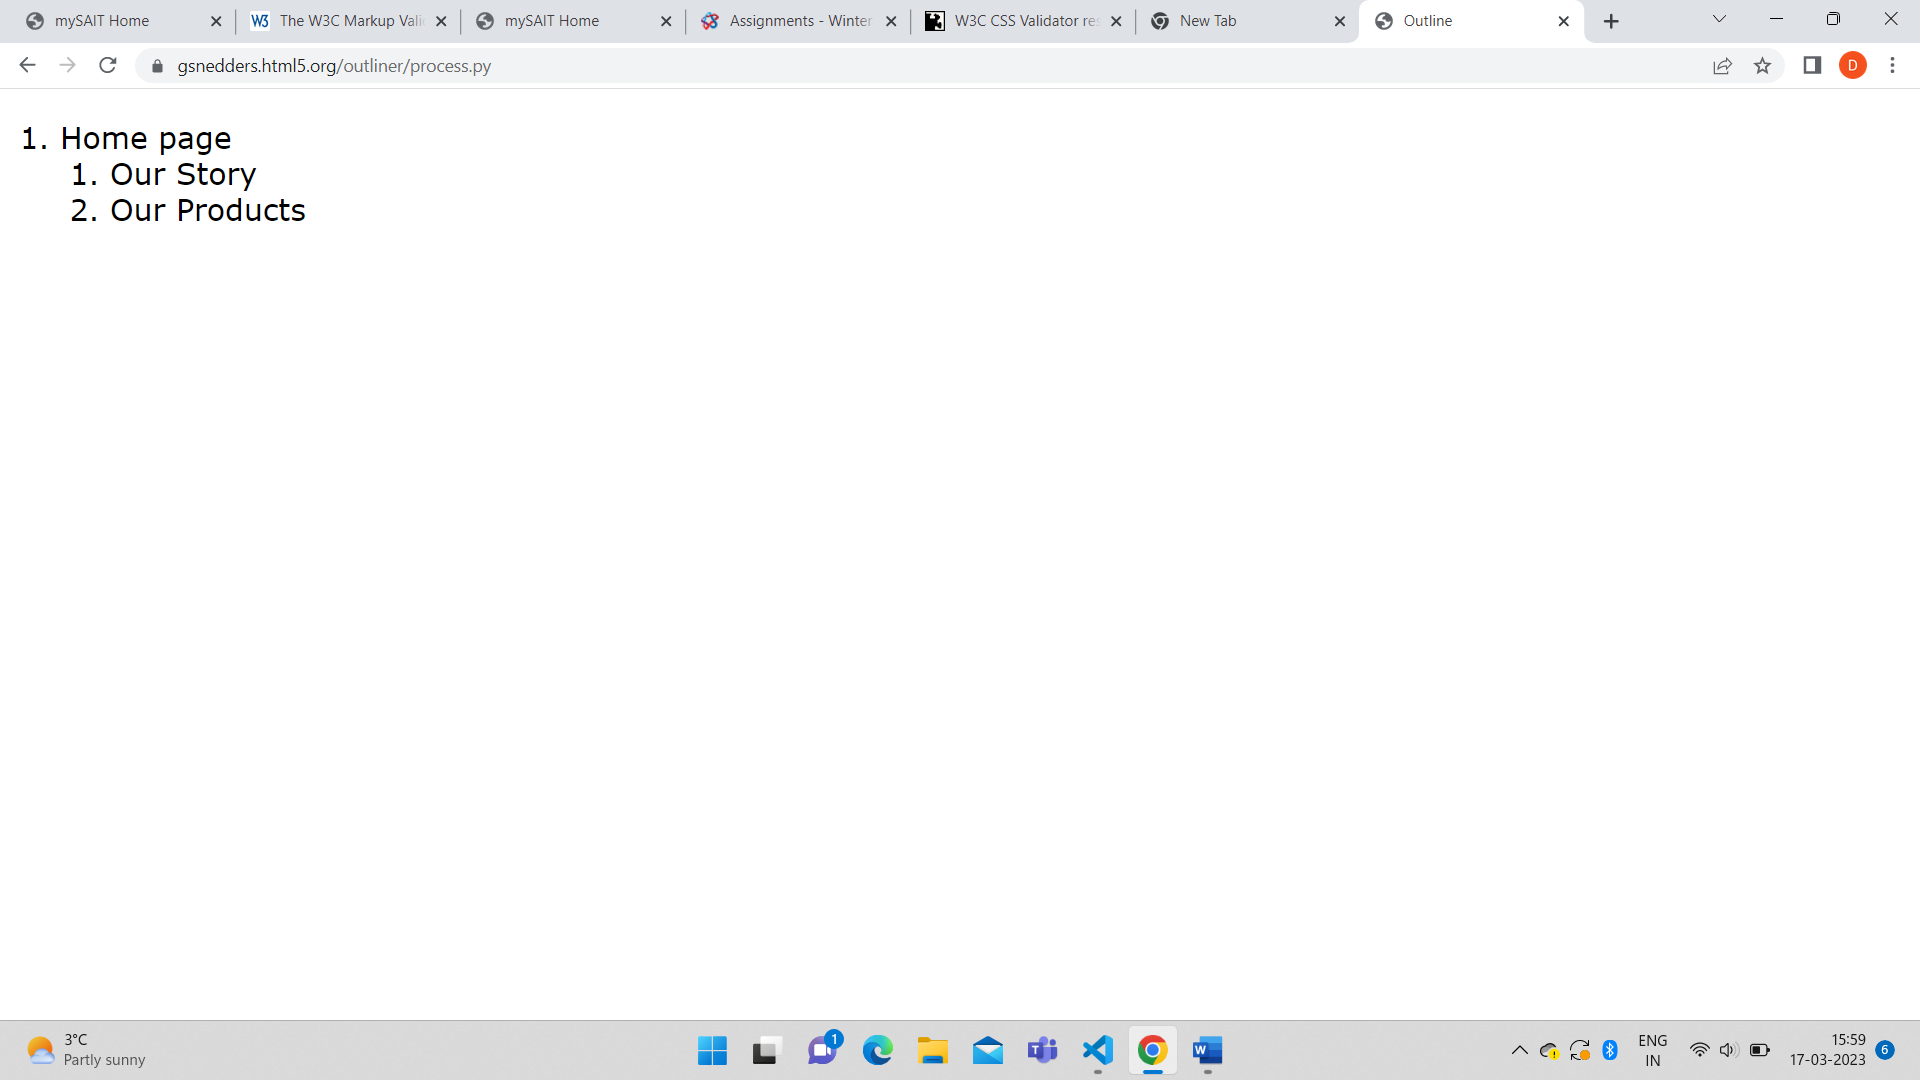 mySAIT Home
The W3C Markup Vali
mySAIT Home
Assignments - Winter
W3C CSS Validator res
New Tab
Outline
gsnedders.html5.org/outliner/process.py
D
1. Home page
1. Our Story
2. Our Products
3°C
Partly sunny
1
ENG
IN
15:59
17-03-2023
6